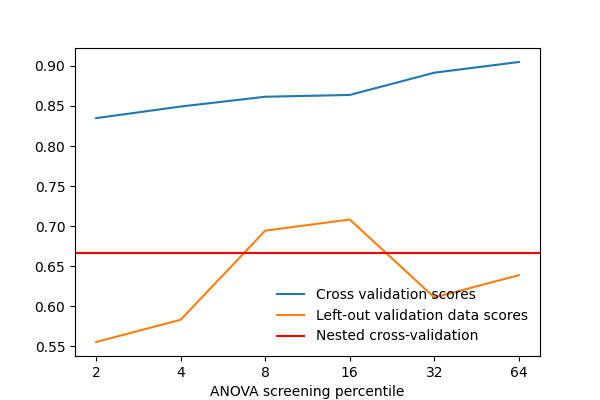 0.90
0.85
0.80
0.75
0.70
0.65
0.60
0.55
Cross validation scores
Left-out validation data scores
Nested cross-validation
2 4 8 16 32 64
ANOVA screening percentile